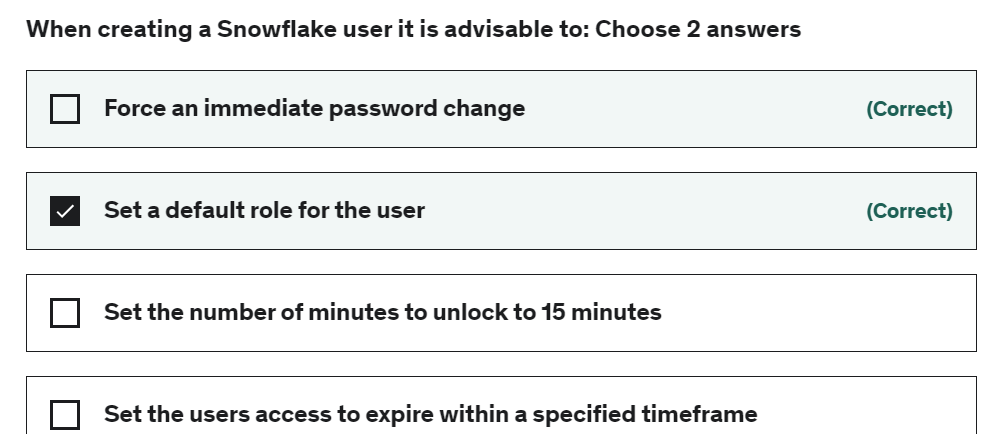 When creating a Snowflake user it is advisable to: Choose 2 answers
Force an immediate password change (Correct)
Set a default role for the user (Correct)
Set the number of minutes to unlock to 15 minutes
Set the users access to expire within a specified timeframe